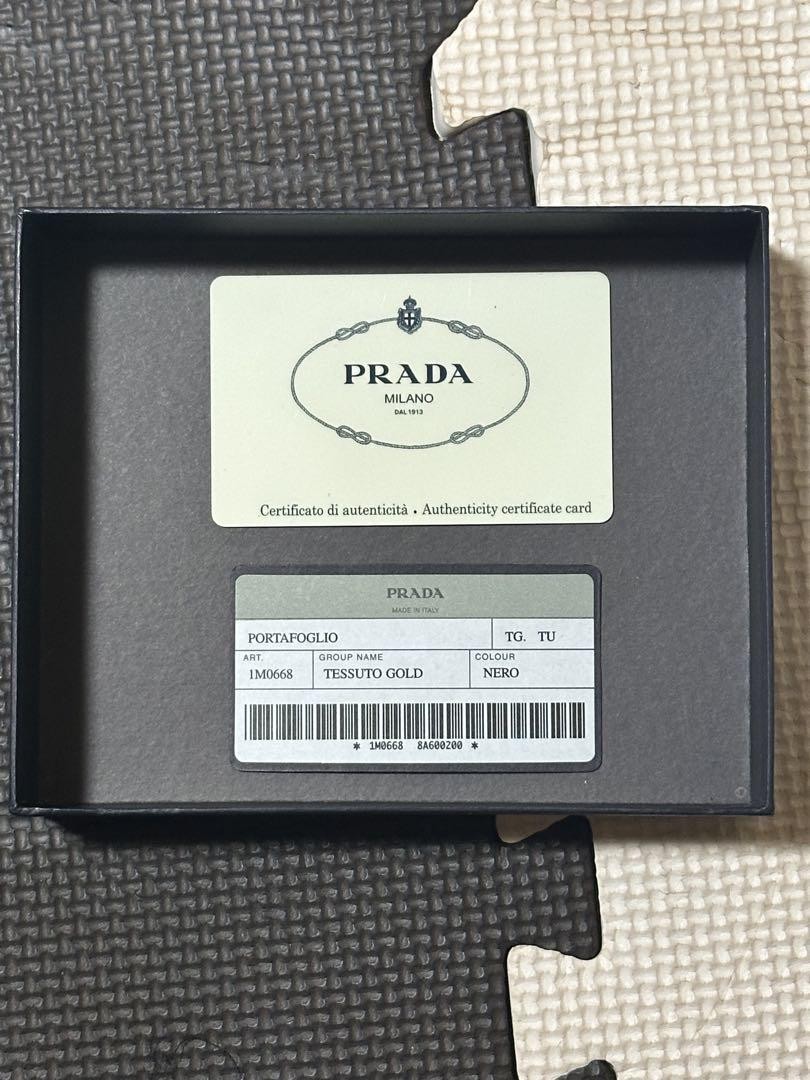 PRADA
MILANO
DAL 1913
Certificato di autenticità . Authenticity certificate card
PRADA
MADE IN ITALY
PORTAFOGLIO TG. TU
ART. GROUP NAME COLOUR
1M0668 TESSUTO GOLD NERO
* 1M0668 8A600200 *